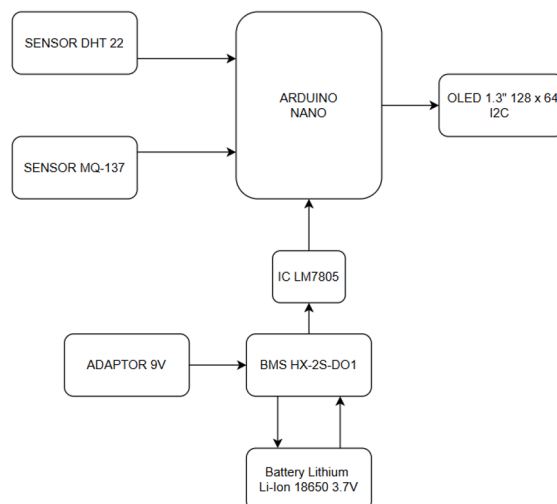 SENSOR DHT 22
ARDUINO
NANO
OLED 1.3" 128 x 64
I2C
SENSOR MQ-137
IC LM7805
ADAPTOR 9V
BMS HX-2S-DO1
Battery Lithium
Li-Ion 18650 3.7V